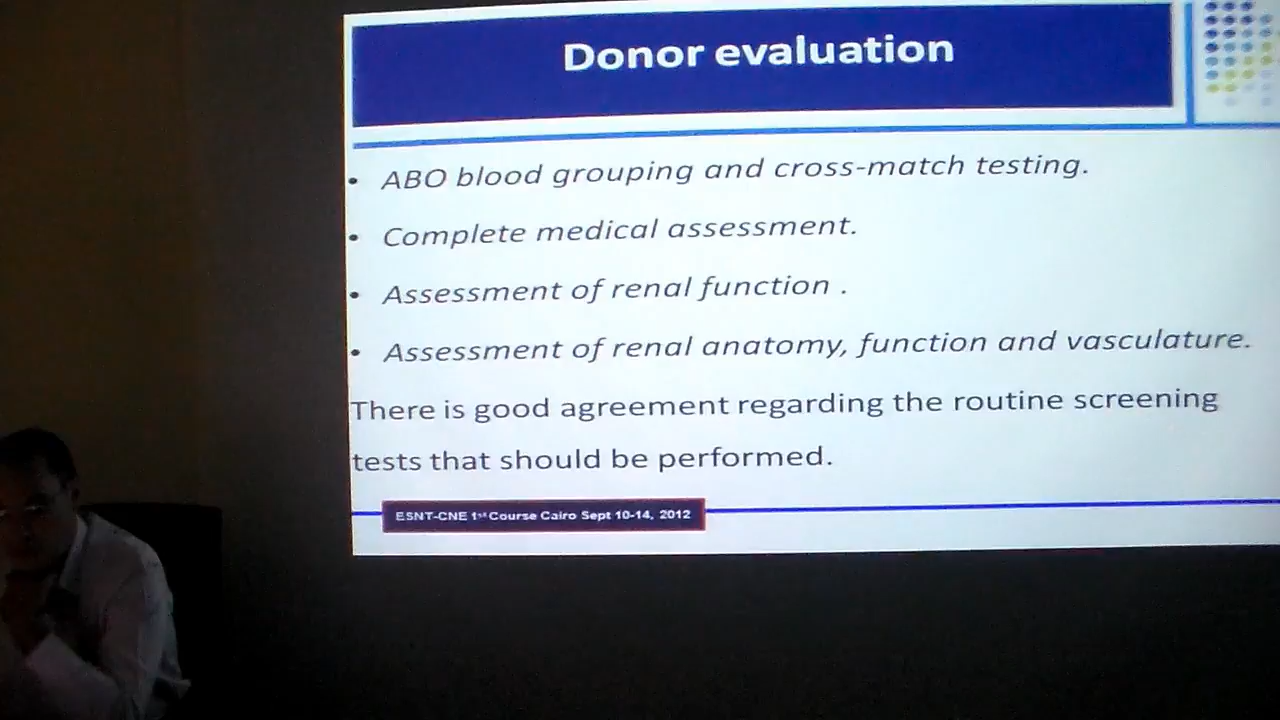 Donor evaluation
• ABO blood grouping and cross-match testing.
• Complete medical assessment.
• Assessment of renal function .
• Assessment of renal anatomy, function and vasculature.
There is good agreement regarding the routine screening
tests that should be performed.
ESNT-CNE 1st Course Cairo Sept 10-14, 2012